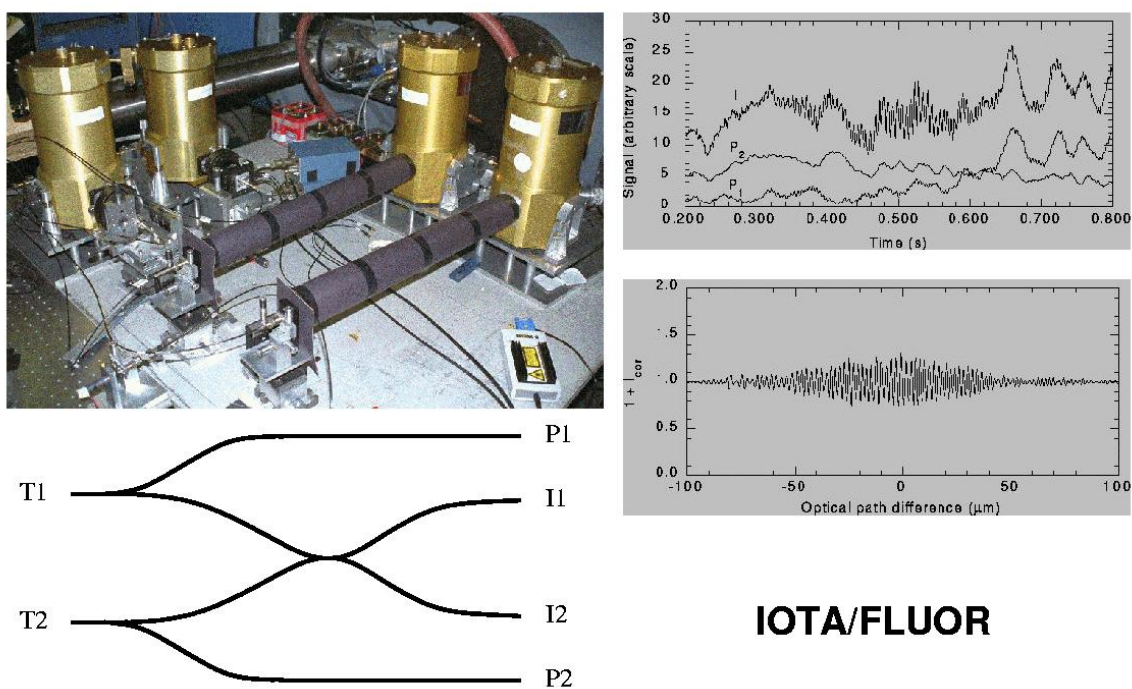 30
25
20
15
10
5
0
Signal (arbitrary scale)
I
P2
P1
0.200 0.300 0.400 0.500 0.600 0.700 0.800
Time (s)
2.0
1.5
1.0
0.5
0.0
1 + Icor
-100 -50 0 50 100
Optical path difference (μm)
P1
T1
I1
T2
I2
P2
IOTA/FLUOR